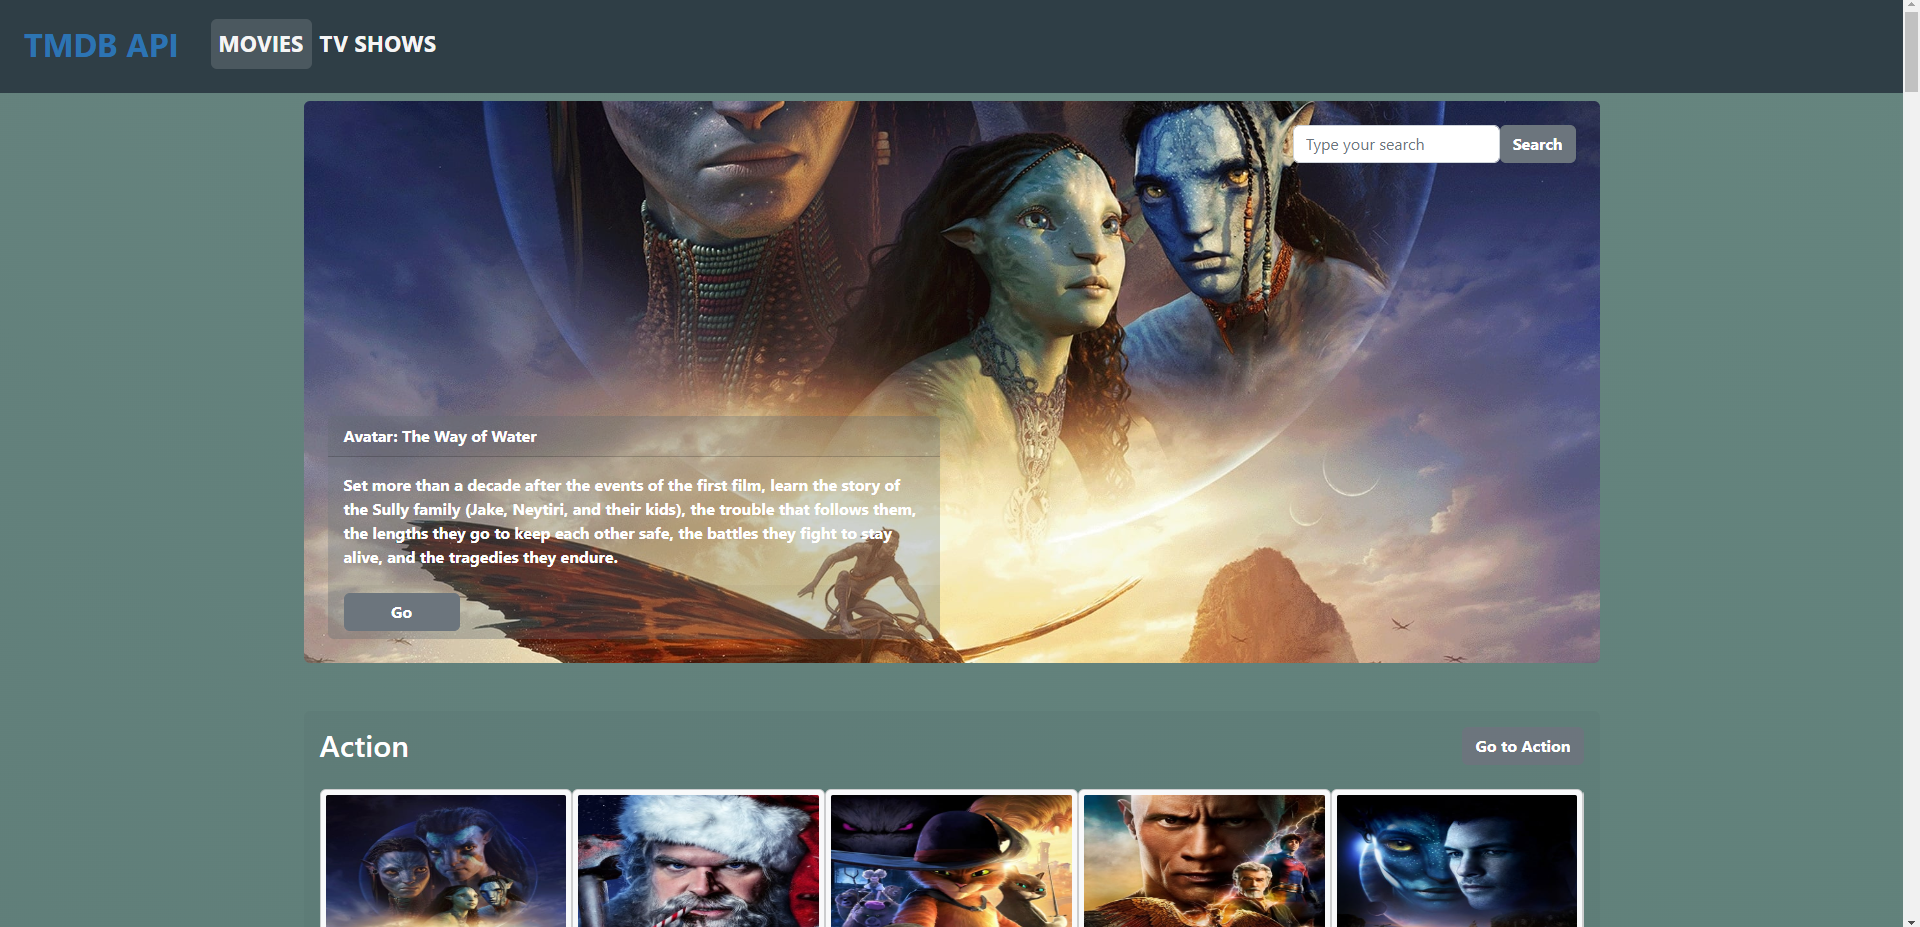 TMDB API
MOVIES
TV SHOWS
Type your search
Search
Avatar: The Way of Water
Set more than a decade after the events of the first film, learn the story of
the Sully family (Jake, Neytiri, and their kids), the trouble that follows them,
the lengths they go to keep each other safe, the battles they fight to stay
alive, and the tragedies they endure.
Go
Action
Go to Action